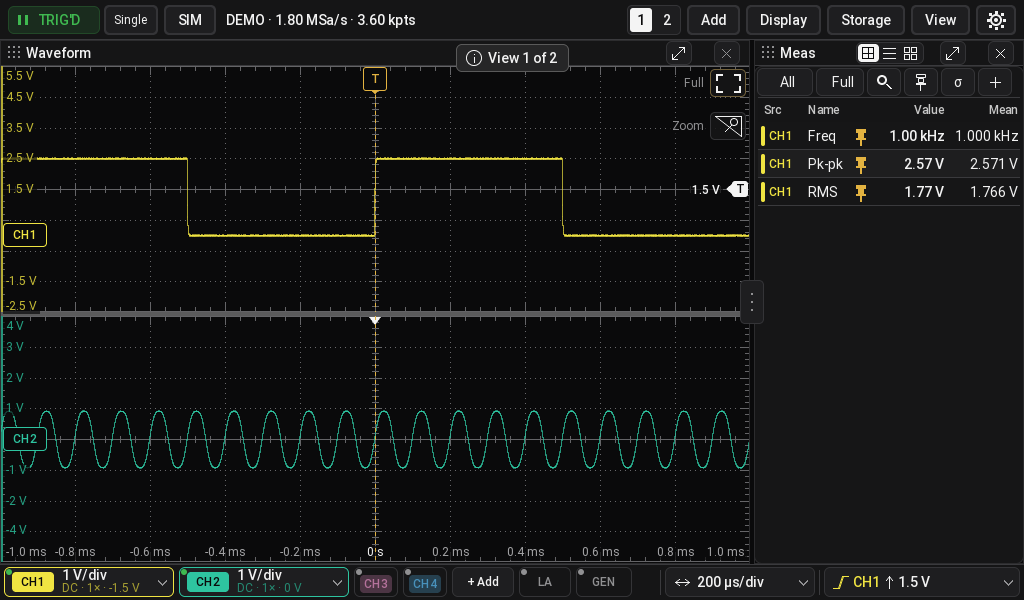 TRIG'D Single SIM DEMO · 1.80 MSa/s · 3.60 kpts 1 2 Add Display Storage View
Waveform View 1 of 2 Meas
Full
Zoom
T
5.5 V
4.5 V
3.5 V
2.5 V
1.5 V
1.5 V T
CH1
-1.5 V
-2.5 V
All Full σ
Src Name Value Mean
CH1 Freq 1.00 kHz 1.000 kHz
CH1 Pk-pk 2.57 V 2.571 V
CH1 RMS 1.77 V 1.766 V
4 V
3 V
2 V
1 V
CH2
-1 V
-2 V
-4 V
-1.0 ms -0.8 ms -0.6 ms -0.4 ms -0.2 ms 0 s 0.2 ms 0.4 ms 0.6 ms 0.8 ms 1.0 ms
CH1 1 V/div DC · 1× · -1.5 V
CH2 1 V/div DC · 1× · 0 V
CH3 CH4 + Add LA GEN 200 µs/div CH1 1.5 V